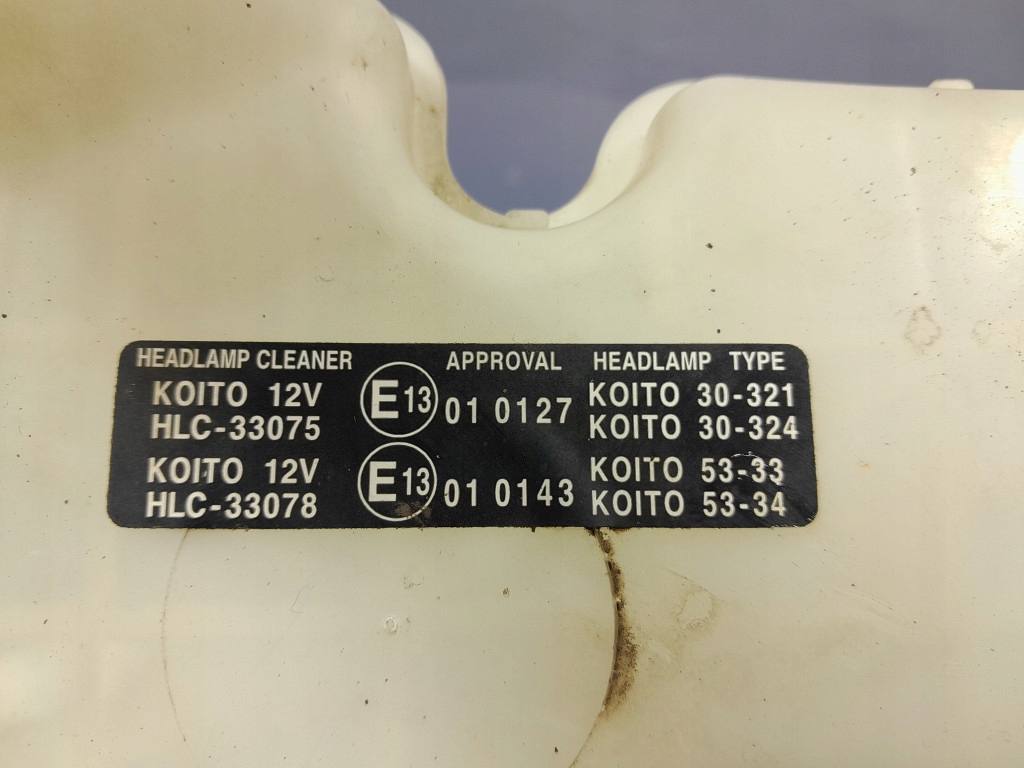 HEADLAMP CLEANER APPROVAL HEADLAMP TYPE
KOITO 12V E13 01 0127 KOITO 30-321
HLC-33075 KOITO 30-324
KOITO 12V E13 01 0143 KOITO 53-33
HLC-33078 KOITO 53-34